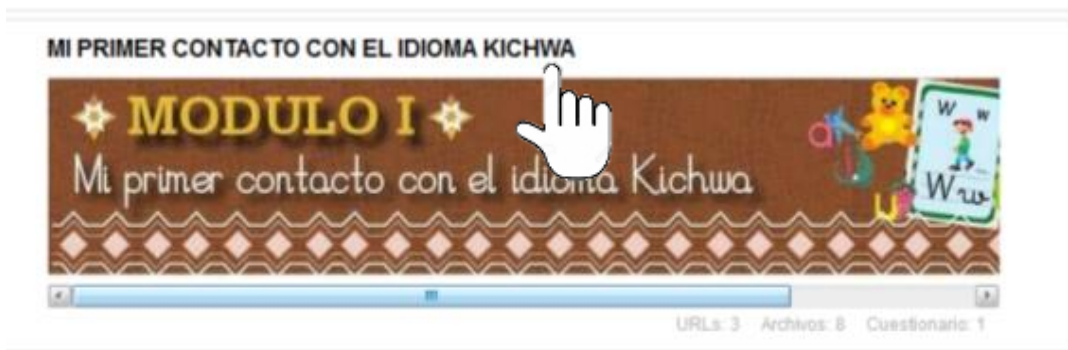 MI PRIMER CONTACTO CON EL IDIOMA KICHWA
MODULO I
Mi primer contacto con el idioma Kichwa
W w
W w
URLs: 3 Archivos: 8 Cuestionario: 1